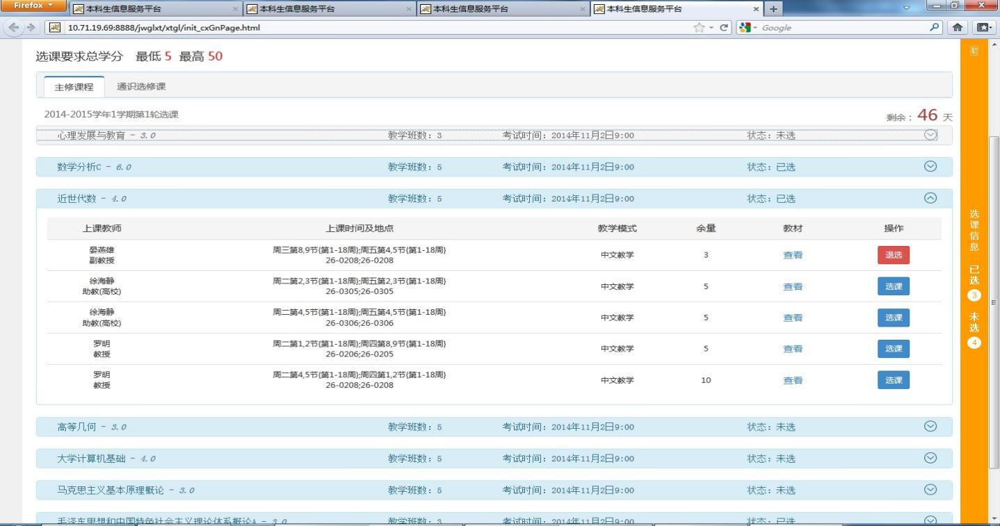 Firefox
本科生信息服务平台
本科生信息服务平台
本科生信息服务平台
本科生信息服务平台
10.71.19.69:8888/jwglxt/xtgl/init_cxGnPage.html
Google
选课要求总学分 最低 5 最高 50
主修课程 通识选修课
2014-2015学年1学期第1轮选课
剩余: 46 天
心理发展与教育 - 3.0 教学班数: 3 考试时间: 2014年11月2日9:00 状态: 未选
数学分析C - 6.0 教学班数: 5 考试时间: 2014年11月2日9:00 状态: 已选
近世代数 - 4.0 教学班数: 5 考试时间: 2014年11月2日9:00 状态: 已选
上课教师 上课时间及地点 教学模式 余量 教材 操作
晏燕雄 周三第8,9节{第1-18周};周五第4,5节{第1-18周}
副教授 26-0208;26-0208 中文教学 3 查看 退选
徐海静 周二第2,3节{第1-18周};周五第2,3节{第1-18周}
助教(高校) 26-0305;26-0305 中文教学 5 查看 选课
徐海静 周二第4,5节{第1-18周};周五第4,5节{第1-18周}
助教(高校) 26-0306;26-0306 中文教学 5 查看 选课
罗明 周二第1,2节{第1-18周};周四第8,9节{第1-18周}
教授 26-0206;26-0205 中文教学 5 查看 选课
罗明 周二第4,5节{第1-18周};周四第1,2节{第1-18周}
教授 26-0208;26-0208 中文教学 10 查看 选课
高等几何 - 3.0 教学班数: 5 考试时间: 2014年11月2日9:00 状态: 未选
大学计算机基础 - 4.0 教学班数: 5 考试时间: 2014年11月2日9:00 状态: 未选
马克思主义基本原理概论 - 3.0 教学班数: 5 考试时间: 2014年11月2日9:00 状态: 未选
毛泽东思想和中国特色社会主义理论体系概论A - 3.0 教学班数: 3 考试时间: 2014年11月2日9:00 状态: 已选
选课信息 已选 3 未选 4